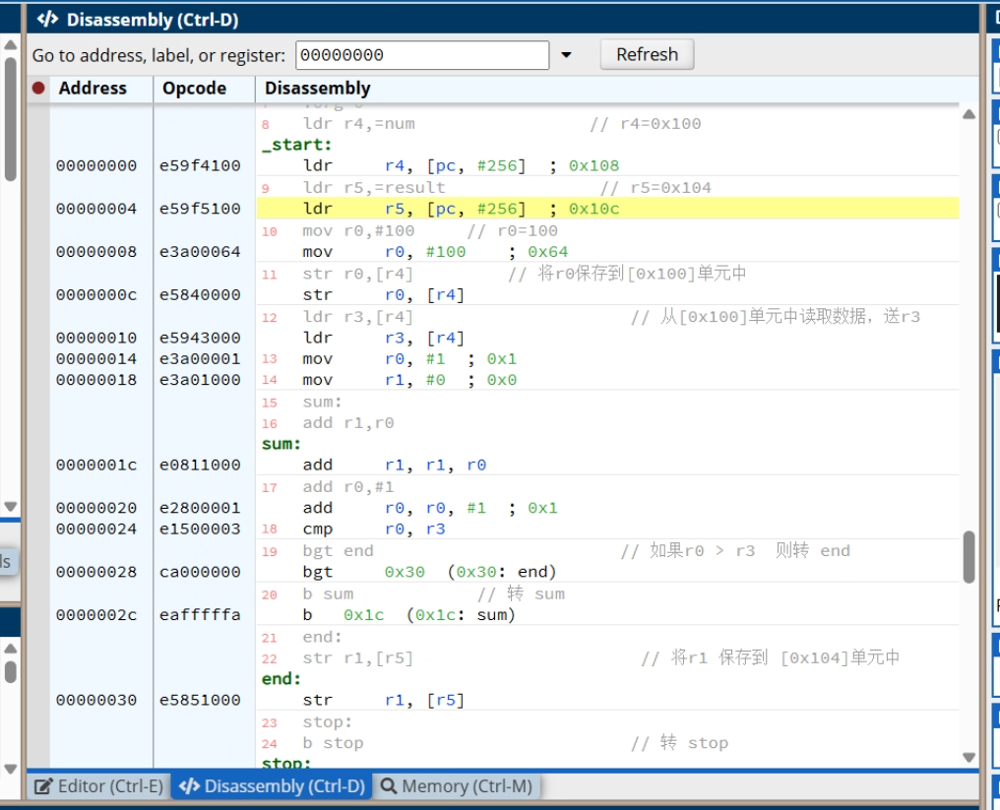 Disassembly (Ctrl-D)
Go to address, label, or register: 00000000 Refresh
Address Opcode Disassembly
8 ldr r4,=num // r4=0x100
_start:
00000000 e59f4100 ldr r4, [pc, #256] ; 0x108
9 ldr r5,=result // r5=0x104
00000004 e59f5100 ldr r5, [pc, #256] ; 0x10c
10 mov r0,#100 // r0=100
00000008 e3a00064 mov r0, #100 ; 0x64
11 str r0,[r4] // 将r0保存到[0x100]单元中
0000000c e5840000 str r0, [r4]
12 ldr r3,[r4] // 从[0x100]单元中读取数据，送r3
00000010 e5943000 ldr r3, [r4]
00000014 e3a00001 13 mov r0, #1 ; 0x1
00000018 e3a01000 14 mov r1, #0 ; 0x0
15 sum:
16 add r1,r0
sum:
0000001c e0811000 add r1, r1, r0
17 add r0,#1
00000020 e2800001 add r0, r0, #1 ; 0x1
00000024 e1500003 18 cmp r0, r3
19 bgt end // 如果r0 > r3 则转 end
00000028 ca000000 bgt 0x30 (0x30: end)
20 b sum // 转 sum
0000002c eafffffa b 0x1c (0x1c: sum)
21 end:
22 str r1,[r5] // 将r1 保存到 [0x104]单元中
end:
00000030 e5851000 str r1, [r5]
23 stop:
24 b stop // 转 stop
stop:
ls
Editor (Ctrl-E) Disassembly (Ctrl-D) Memory (Ctrl-M)